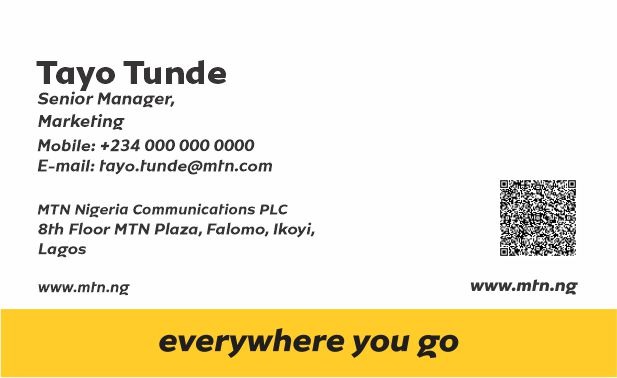 Tayo Tunde
Senior Manager,
Marketing
Mobile: +234 000 000 0000
E-mail: tayo.tunde@mtn.com
MTN Nigeria Communications PLC
8th Floor MTN Plaza, Falomo, Ikoyi,
Lagos
www.mtn.ng
www.mtn.ng
everywhere you go